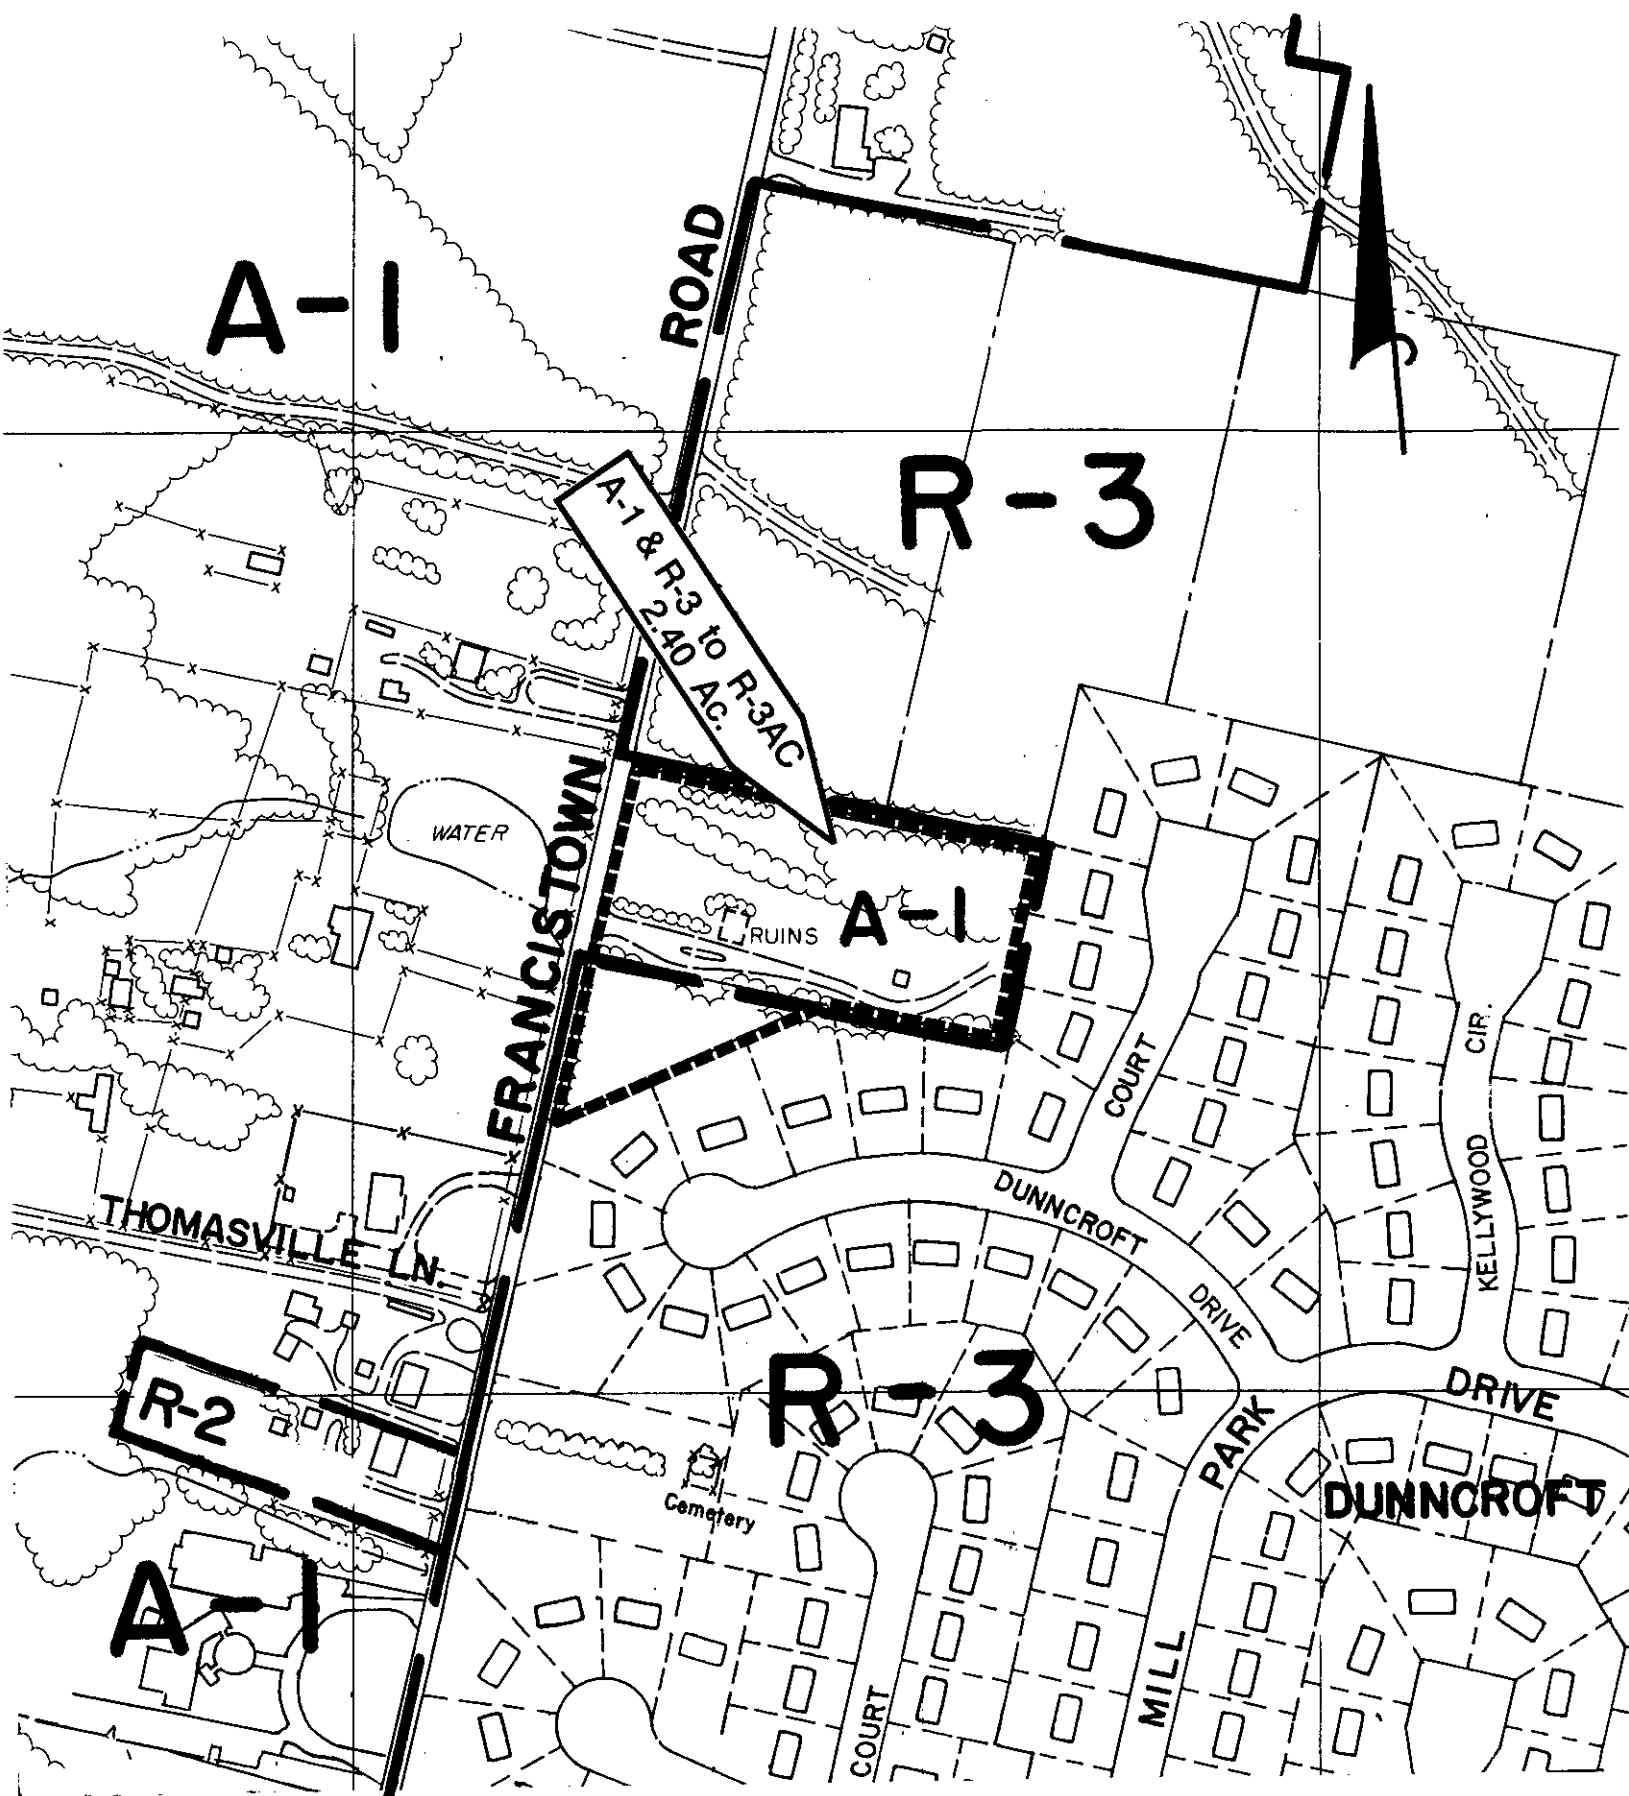 A-1
ROAD
R-3
A-1 & R-3 to R-3AC
2.40 Ac.
WATER
FRANCISTOWN
RUINS
A-1
COURT
CIR.
KELLYWOOD
THOMASVILLE LN.
DUNNCROFT
DRIVE
R-2
R-3
DRIVE
PARK
DUNNCROFT
Cemetery
A-1
MILL
COURT